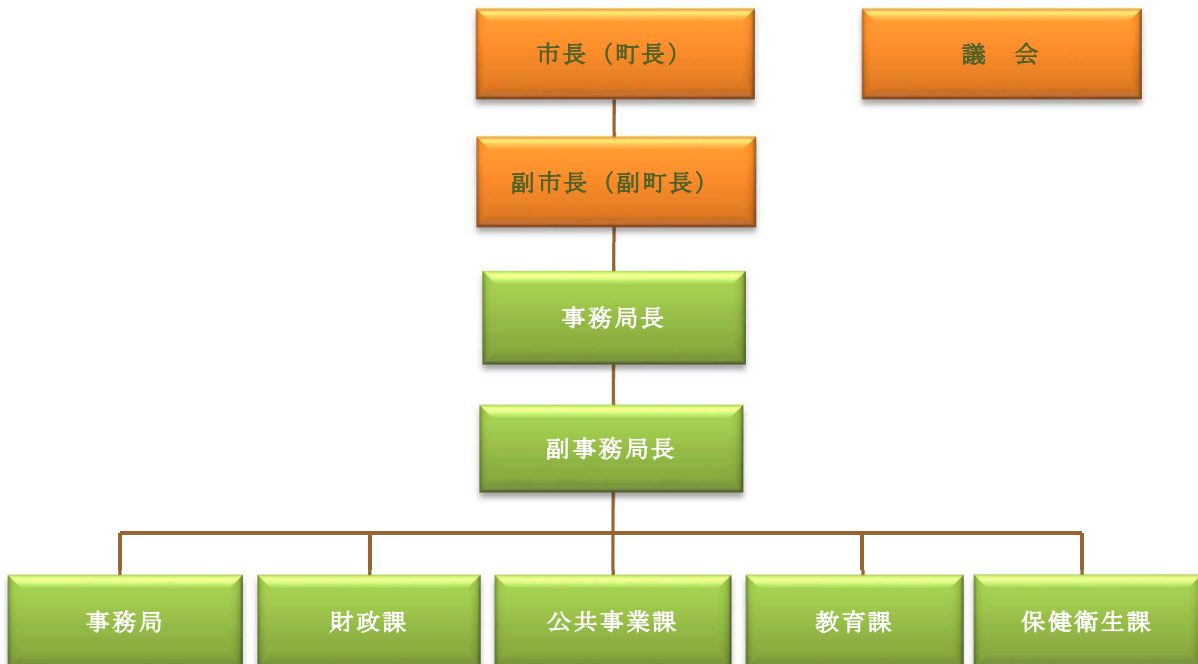 市長（町長）
議　会
副市長（副町長）
事務局長
副事務局長
事務局
財政課
公共事業課
教育課
保健衛生課